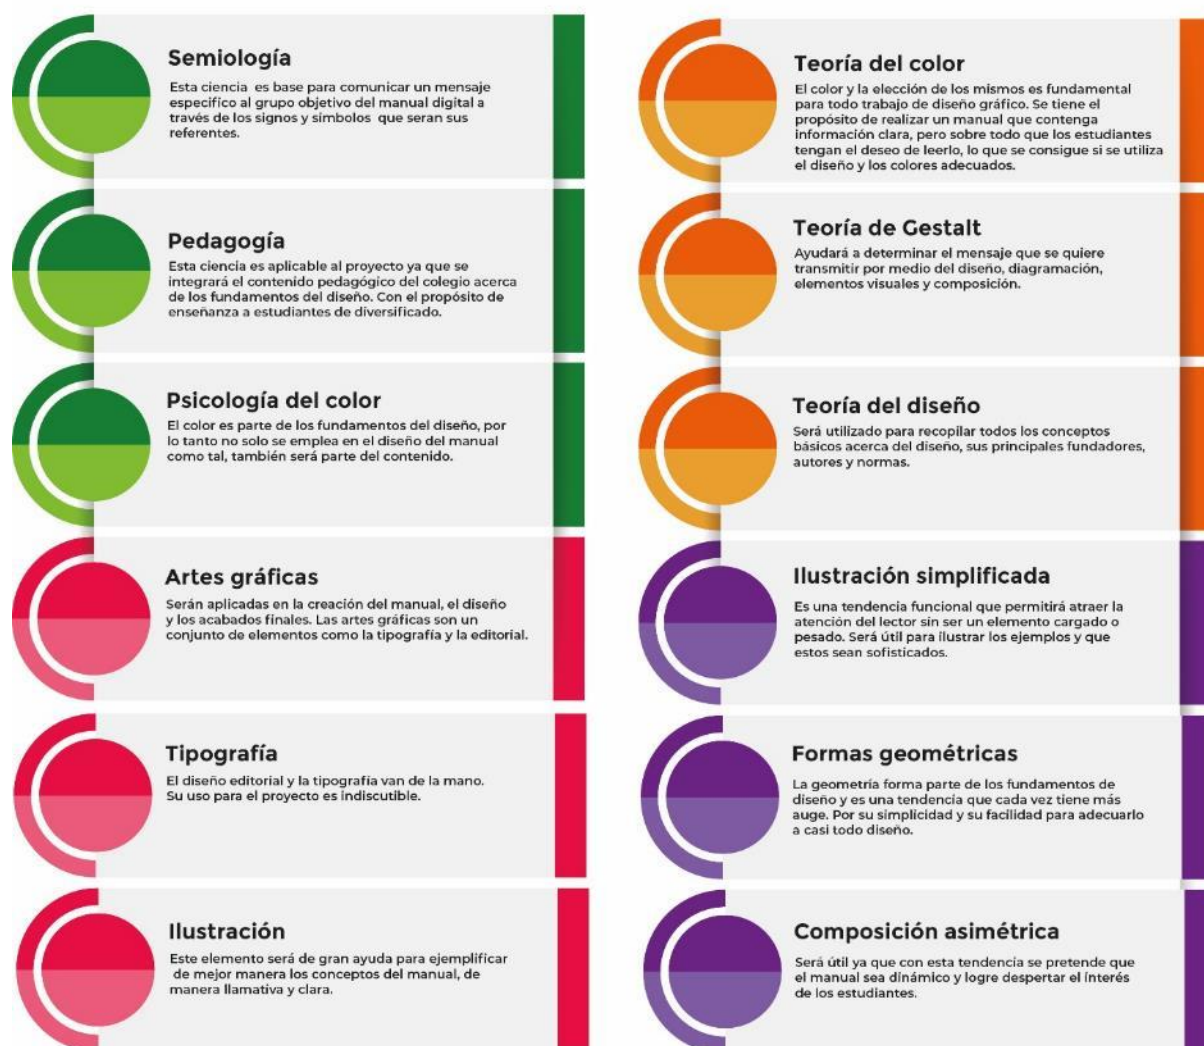 Semiología
Esta ciencia es base para comunicar un mensaje
especifico al grupo objetivo del manual digital a
través de los signos y símbolos que seran sus
referentes.
Pedagogía
Esta ciencia es aplicable al proyecto ya que se
integrará el contenido pedagógico del colegio acerca
de los fundamentos del diseño. Con el propósito de
enseñanza a estudiantes de diversificado.
Psicología del color
El color es parte de los fundamentos del diseño, por
lo tanto no solo se emplea en el diseño del manual
como tal, también será parte del contenido.
Artes gráficas
Serán aplicadas en la creación del manual, el diseño
y los acabados finales. Las artes gráficas son un
conjunto de elementos como la tipografía y la editorial.
Tipografía
El diseño editorial y la tipografía van de la mano.
Su uso para el proyecto es indiscutible.
Ilustración
Este elemento será de gran ayuda para ejemplificar
de mejor manera los conceptos del manual, de
manera llamativa y clara.
Teoría del color
El color y la elección de los mismos es fundamental
para todo trabajo de diseño gráfico. Se tiene el
propósito de realizar un manual que contenga
información clara, pero sobre todo que los estudiantes
tengan el deseo de leerlo, lo que se consigue si se utiliza
el diseño y los colores adecuados.
Teoría de Gestalt
Ayudará a determinar el mensaje que se quiere
transmitir por medio del diseño, diagramación,
elementos visuales y composición.
Teoría del diseño
Será utilizado para recopilar todos los conceptos
básicos acerca del diseño, sus principales fundadores,
autores y normas.
Ilustración simplificada
Es una tendencia funcional que permitirá atraer la
atención del lector sin ser un elemento cargado o
pesado. Será útil para ilustrar los ejemplos y que
estos sean sofisticados.
Formas geométricas
La geometría forma parte de los fundamentos de
diseño y es una tendencia que cada vez tiene más
auge. Por su simplicidad y su facilidad para adecuarlo
a casi todo diseño.
Composición asimétrica
Será útil ya que con esta tendencia se pretende que
el manual sea dinámico y logre despertar el interés
de los estudiantes.